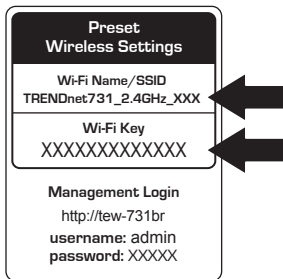 Preset
Wireless Settings
Wi-Fi Name/SSID
TRENDnet731_2.4GHz_XXX
Wi-Fi Key
XXXXXXXXXXXXX
Management Login
http://tew-731br
username: admin
password: XXXXX